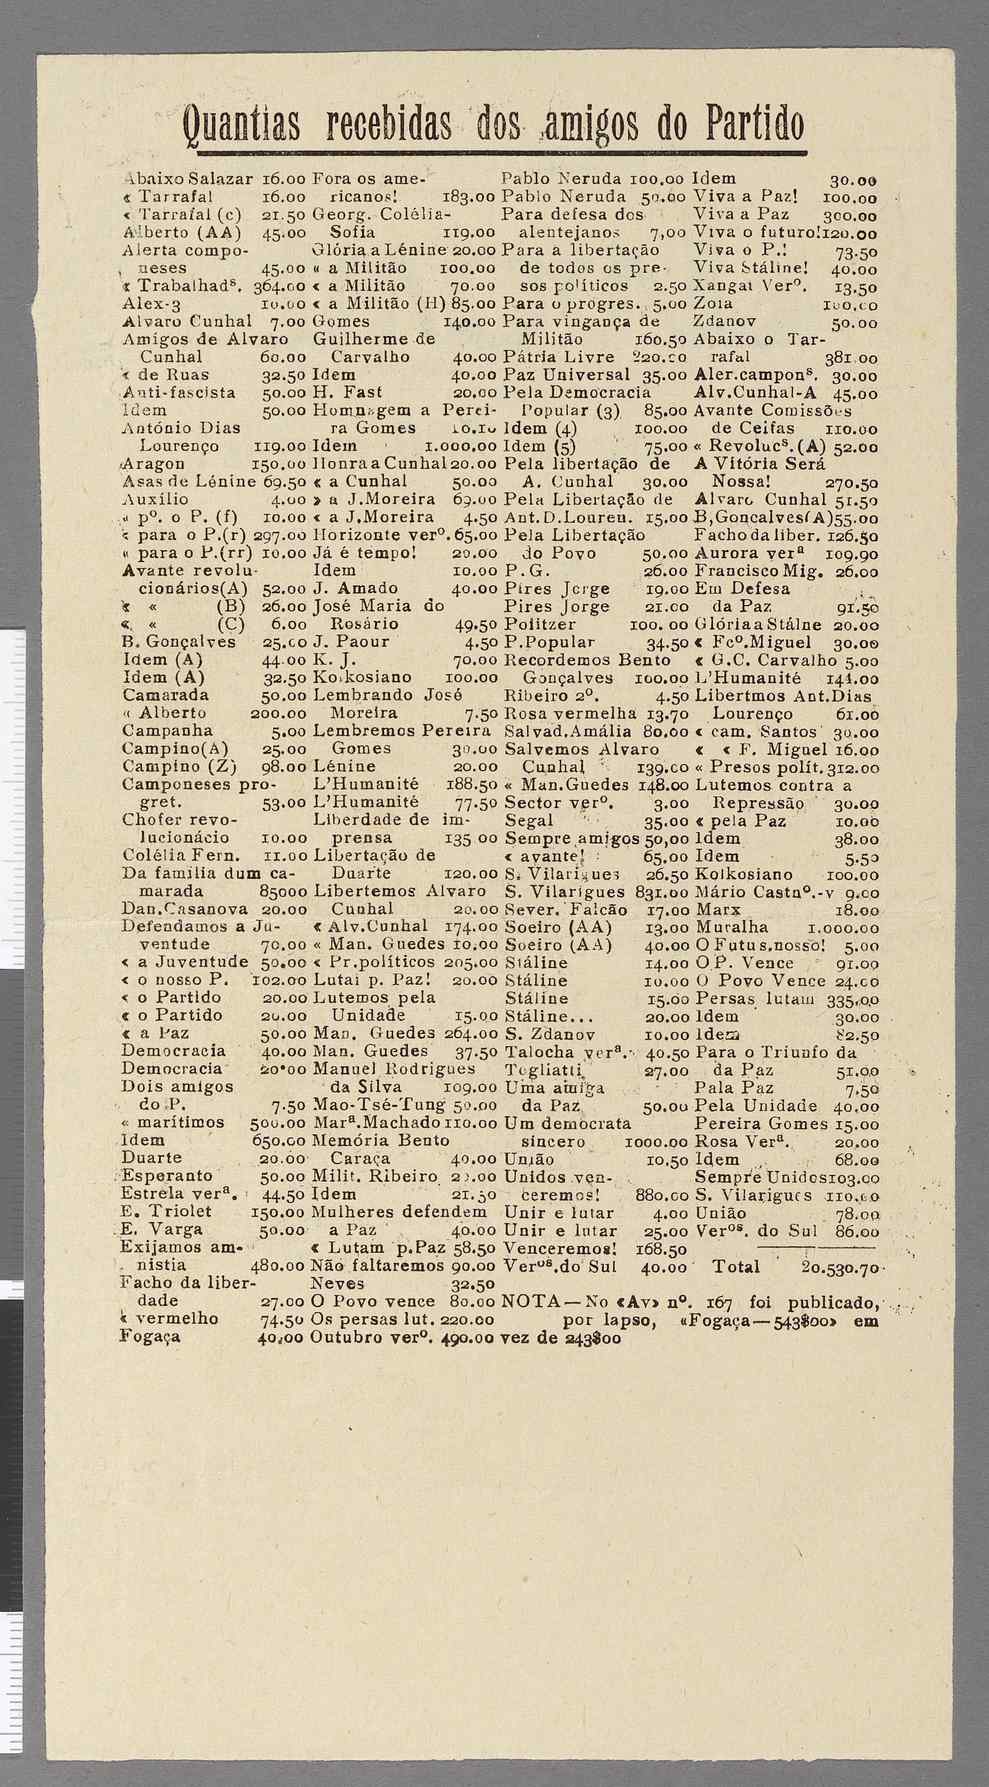 Quantias recebidas dos amigos do Partido
Abaixo Salazar 16.00
« Tarrafal 16.00
« Tarrafal (c) 21.50
Alberto (AA) 45.00
Alerta compo-
neses 45.00
« Trabalhadˢ. 364.00
Alex-3 10.00
Alvaro Cunhal 7.00
Amigos de Alvaro
Cunhal 60.00
« de Ruas 32.50
Anti-fascista 50.00
Idem 50.00
António Dias
Lourenço 119.00
Aragon 150.00
Asas de Lénine 69.50
Auxílio 4.00
« pº. o P. (f) 10.00
« para o P.(r) 297.00
« para o P.(rr) 10.00
Avante revolu-
cionários(A) 52.00
« « (B) 26.00
« « (C) 6.00
B. Gonçalves 25.00
Idem (A) 44.00
Idem (A) 32.50
Camarada 50.00
« Alberto 200.00
Campanha 5.00
Campino(A) 25.00
Campino (Z) 98.00
Camponeses pro-
gret. 53.00
Chofer revo-
lucionácio 10.00
Colélia Fern. 11.00
Da familia dum ca-
marada 85000
Dan.Casanova 20.00
Defendamos a Ju-
ventude 70.00
« a Juventude 50.00
« o nosso P. 102.00
« o Partido 20.00
« o Partido 20.00
« a Paz 50.00
Democracia 40.00
Democracia 20•00
Dois amigos
do P. 7.50
« marítimos 500.00
Idem 650.00
Duarte 20.00
Esperanto 50.00
Estrela verª. 44.50
E. Triolet 150.00
E. Varga 50.00
Exijamos am-
nistia 480.00
Facho da liber-
dade 27.00
« vermelho 74.50
Fogaça 40.00
Fora os ame-
ricanos! 183.00
Georg. Colélia-
Sofia 119.00
Glória a Lénine 20.00
« a Militão 100.00
« a Militão 70.00
« a Militão (H) 85.00
Gomes 140.00
Guilherme de
Carvalho 40.00
Idem 40.00
H. Fast 20.00
Homnagem a Perei-
ra Gomes 10.10
Idem 1.000.00
Honra a Cunhal 20.00
« a Cunhal 50.00
» a J.Moreira 69.00
« a J.Moreira 4.50
Horizonte verº. 65.00
Já é tempo! 20.00
Idem 10.00
J. Amado 40.00
José Maria do
Rosário 49.50
J. Paour 4.50
K. J. 70.00
Kolkosiano 100.00
Lembrando José
Moreira 7.50
Lembremos Pereira
Gomes 30.00
Lénine 20.00
L'Humanité 188.50
L'Humanité 77.50
Liberdade de im-
prensa 135 00
Libertação de
Duarte 120.00
Libertemos Alvaro
Cunhal 20.00
« Alv.Cunhal 174.00
« Man. Guedes 10.00
« Pr.políticos 205.00
Lutai p. Paz! 20.00
Lutemos pela
Unidade 15.00
Man. Guedes 264.00
Man. Guedes 37.50
Manuel Rodrigues
da Silva 109.00
Mao-Tsé-Tung 50.00
Marª.Machado 110.00
Memória Bento
Caraça 40.00
Milit. Ribeiro 20.00
Idem 21.50
Mulheres defendem
a Paz 40.00
« Lutam p.Paz 58.50
Não faltaremos 90.00
Neves 32.50
O Povo vence 80.00
Os persas lut. 220.00
Outubro verº. 490.00
Pablo Neruda 100.00
Pablo Neruda 50.00
Para defesa dos
alentejanos 7,00
Para a libertação
de todos os pre-
sos políticos 2.50
Para o progres. 5.00
Para vingança de
Militão 160.50
Pátria Livre 220.00
Paz Universal 35.00
Pela Democracia
Popular (3) 85.00
Idem (4) 100.00
Idem (5) 75.00
Pela libertação de
A. Cunhal 30.00
Pela Libertação de
Ant.D.Louren. 15.00
Pela Libertação
do Povo 50.00
P.G. 26.00
Pires Jorge 19.00
Pires Jorge 21.00
Politzer 100. 00
P.Popular 34.50
Recordemos Bento
Gonçalves 100.00
Ribeiro 2º. 4.50
Rosa vermelha 13.70
Salvad.Amália 80.00
Salvemos Alvaro
Cunhal 139.00
« Man.Guedes 148.00
Sector verº. 3.00
Segal 35.00
Sempre amigos 50,00
« avante! 65.00
S. Vilarigues 26.50
S. Vilarigues 831.00
Sever. Falcão 17.00
Soeiro (AA) 13.00
Soeiro (AA) 40.00
Stáline 14.00
Stáline 10.00
Stáline 15.00
Stáline... 20.00
S. Zdanov 10.00
Talocha verª. 40.50
Togliatti 27.00
Uma amiga
da Paz 50.00
Um democrata
sincero 1000.00
União 10.50
Unidos ven-
ceremos! 880.00
Unir e lutar 4.00
Unir e lutar 25.00
Venceremos! 168.50
Verᵒˢ.do Sul 40.00
Idem 30.00
Viva a Paz! 100.00
Viva a Paz 300.00
Viva o futuro! 120.00
Viva o P.! 73.50
Viva Stáline! 40.00
Xangai Verº. 13.50
Zoia 100.00
Zdanov 50.00
Abaixo o Tar-
rafal 381.00
Aler.camponˢ. 30.00
Alv.Cunhal-A 45.00
Avante Comissões
de Ceifas 110.00
« Revolucˢ.(A) 52.00
A Vitória Será
Nossa! 270.50
Alvaro Cunhal 51.50
B,Gonçalves(A)55.00
Facho da liber. 126.50
Aurora verª 109.90
Francisco Mig. 26.00
Em Defesa
da Paz 91.50
Glória a Stálne 20.00
« Fcº.Miguel 30.00
« G.C. Carvalho 5.00
L'Humanité 141.00
Libertmos Ant.Dias
Lourenço 61.00
« cam. Santos 30.00
« « F. Miguel 16.00
« Presos polít. 312.00
Lutemos contra a
Repressão 30.00
« pela Paz 10.00
Idem 38.00
Idem 5.50
Kolkosiano 100.00
Mário Castnº.-v 9.00
Marx 18.00
Muralha 1.000.00
O Futu s.nosso! 5.00
O.P. Vence 91.00
O Povo Vence 24.00
Persas lutam 335.00
Idem 30.00
Idem 82.50
Para o Triunfo da
da Paz 51.00
Pala Paz 7.50
Pela Unidade 40.00
Pereira Gomes 15.00
Rosa Verª. 20.00
Idem 68.00
Sempre Unidos 103.00
S. Vilarigues 110.00
União 78.00
Verᵒˢ. do Sul 86.00
Total 20.530.70
NOTA—No «Av» nº. 167 foi publicado,
por lapso, «Fogaça—543$00» em
vez de 243$00